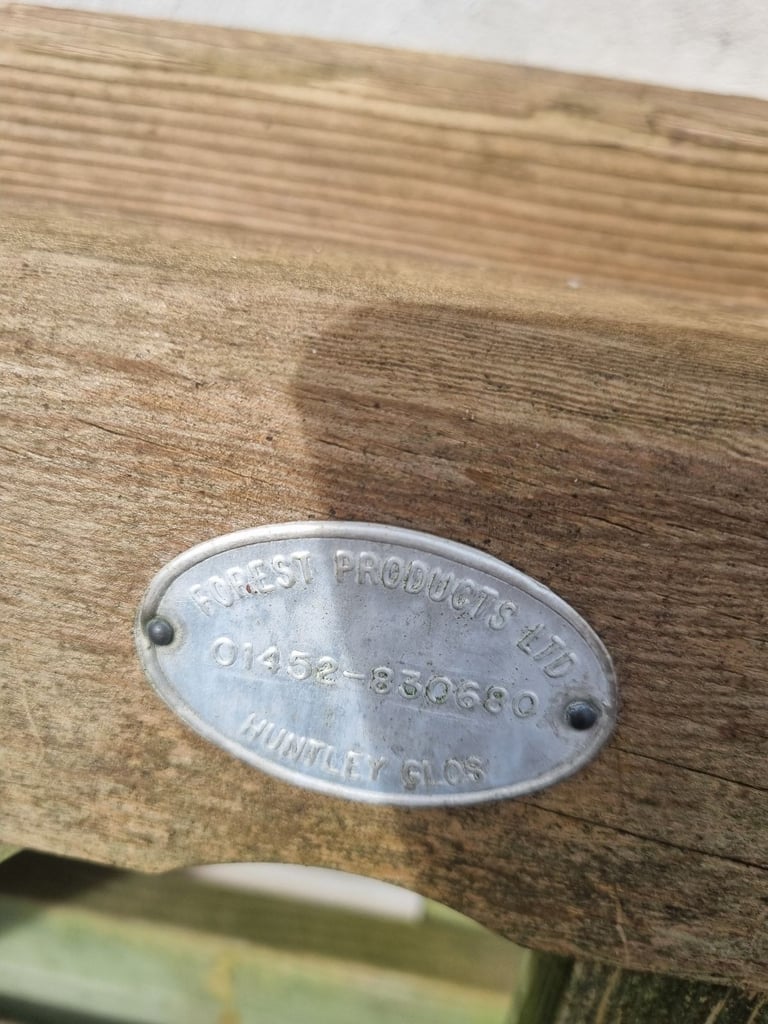 FOREST PRODUCTS LTD
01452-830680
HUNTLEY GLOS